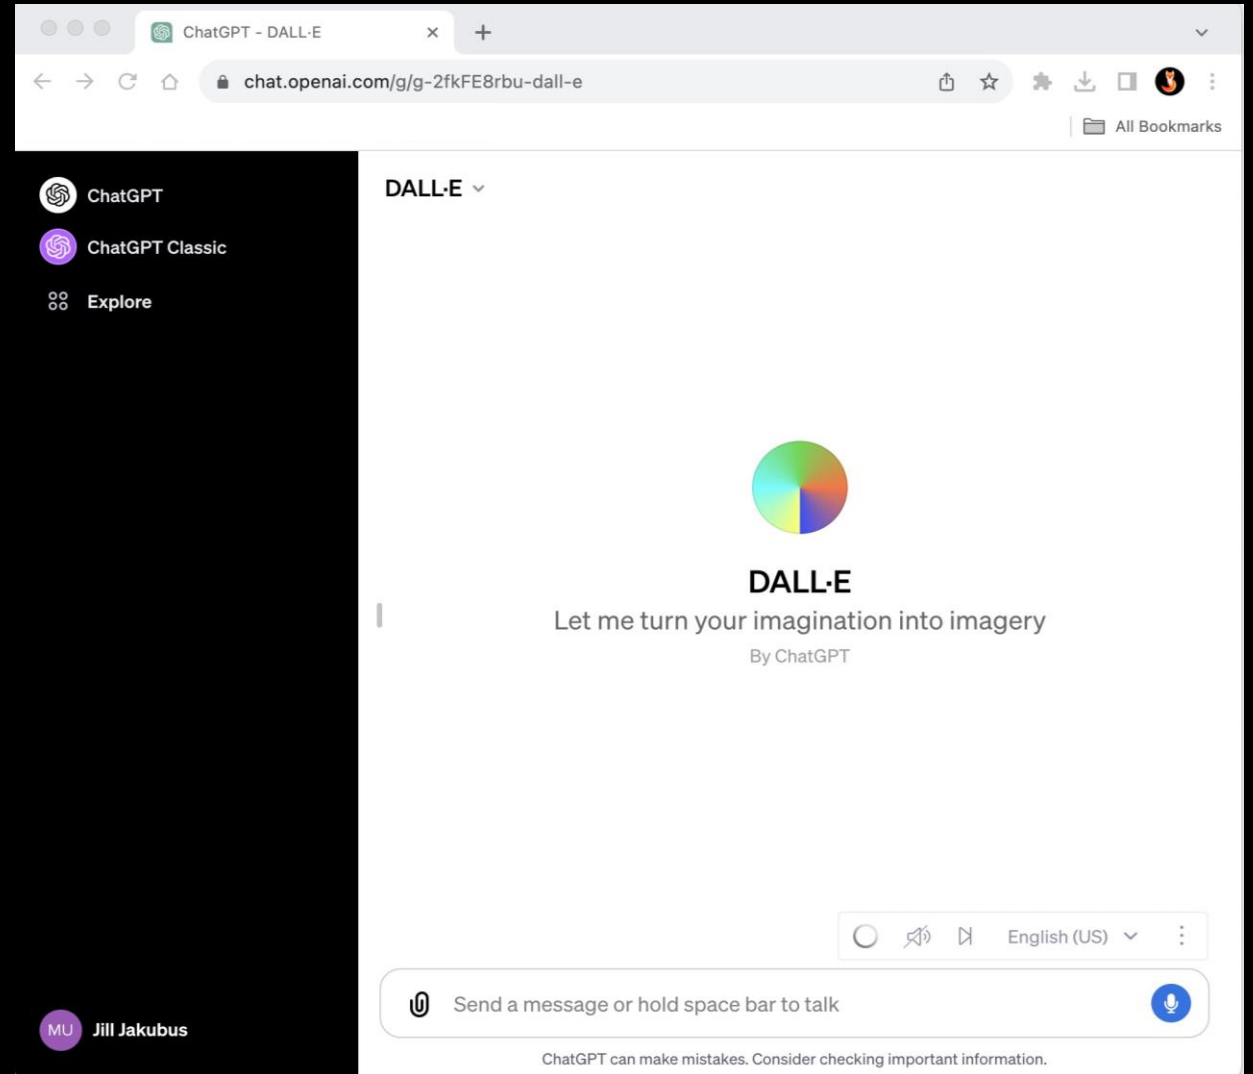 ChatGPT - DALL·E
chat.openai.com/g/g-2fkFE8rbu-dall-e
All Bookmarks
ChatGPT
ChatGPT Classic
Explore
DALL·E
DALL·E
Let me turn your imagination into imagery
By ChatGPT
English (US)
Send a message or hold space bar to talk
MU Jill Jakubus
ChatGPT can make mistakes. Consider checking important information.